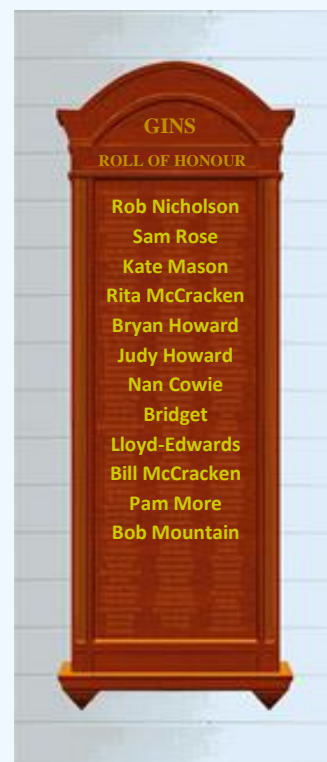 GINS
ROLL OF HONOUR
Rob Nicholson
Sam Rose
Kate Mason
Rita McCracken
Bryan Howard
Judy Howard
Nan Cowie
Bridget
Lloyd-Edwards
Bill McCracken
Pam More
Bob Mountain